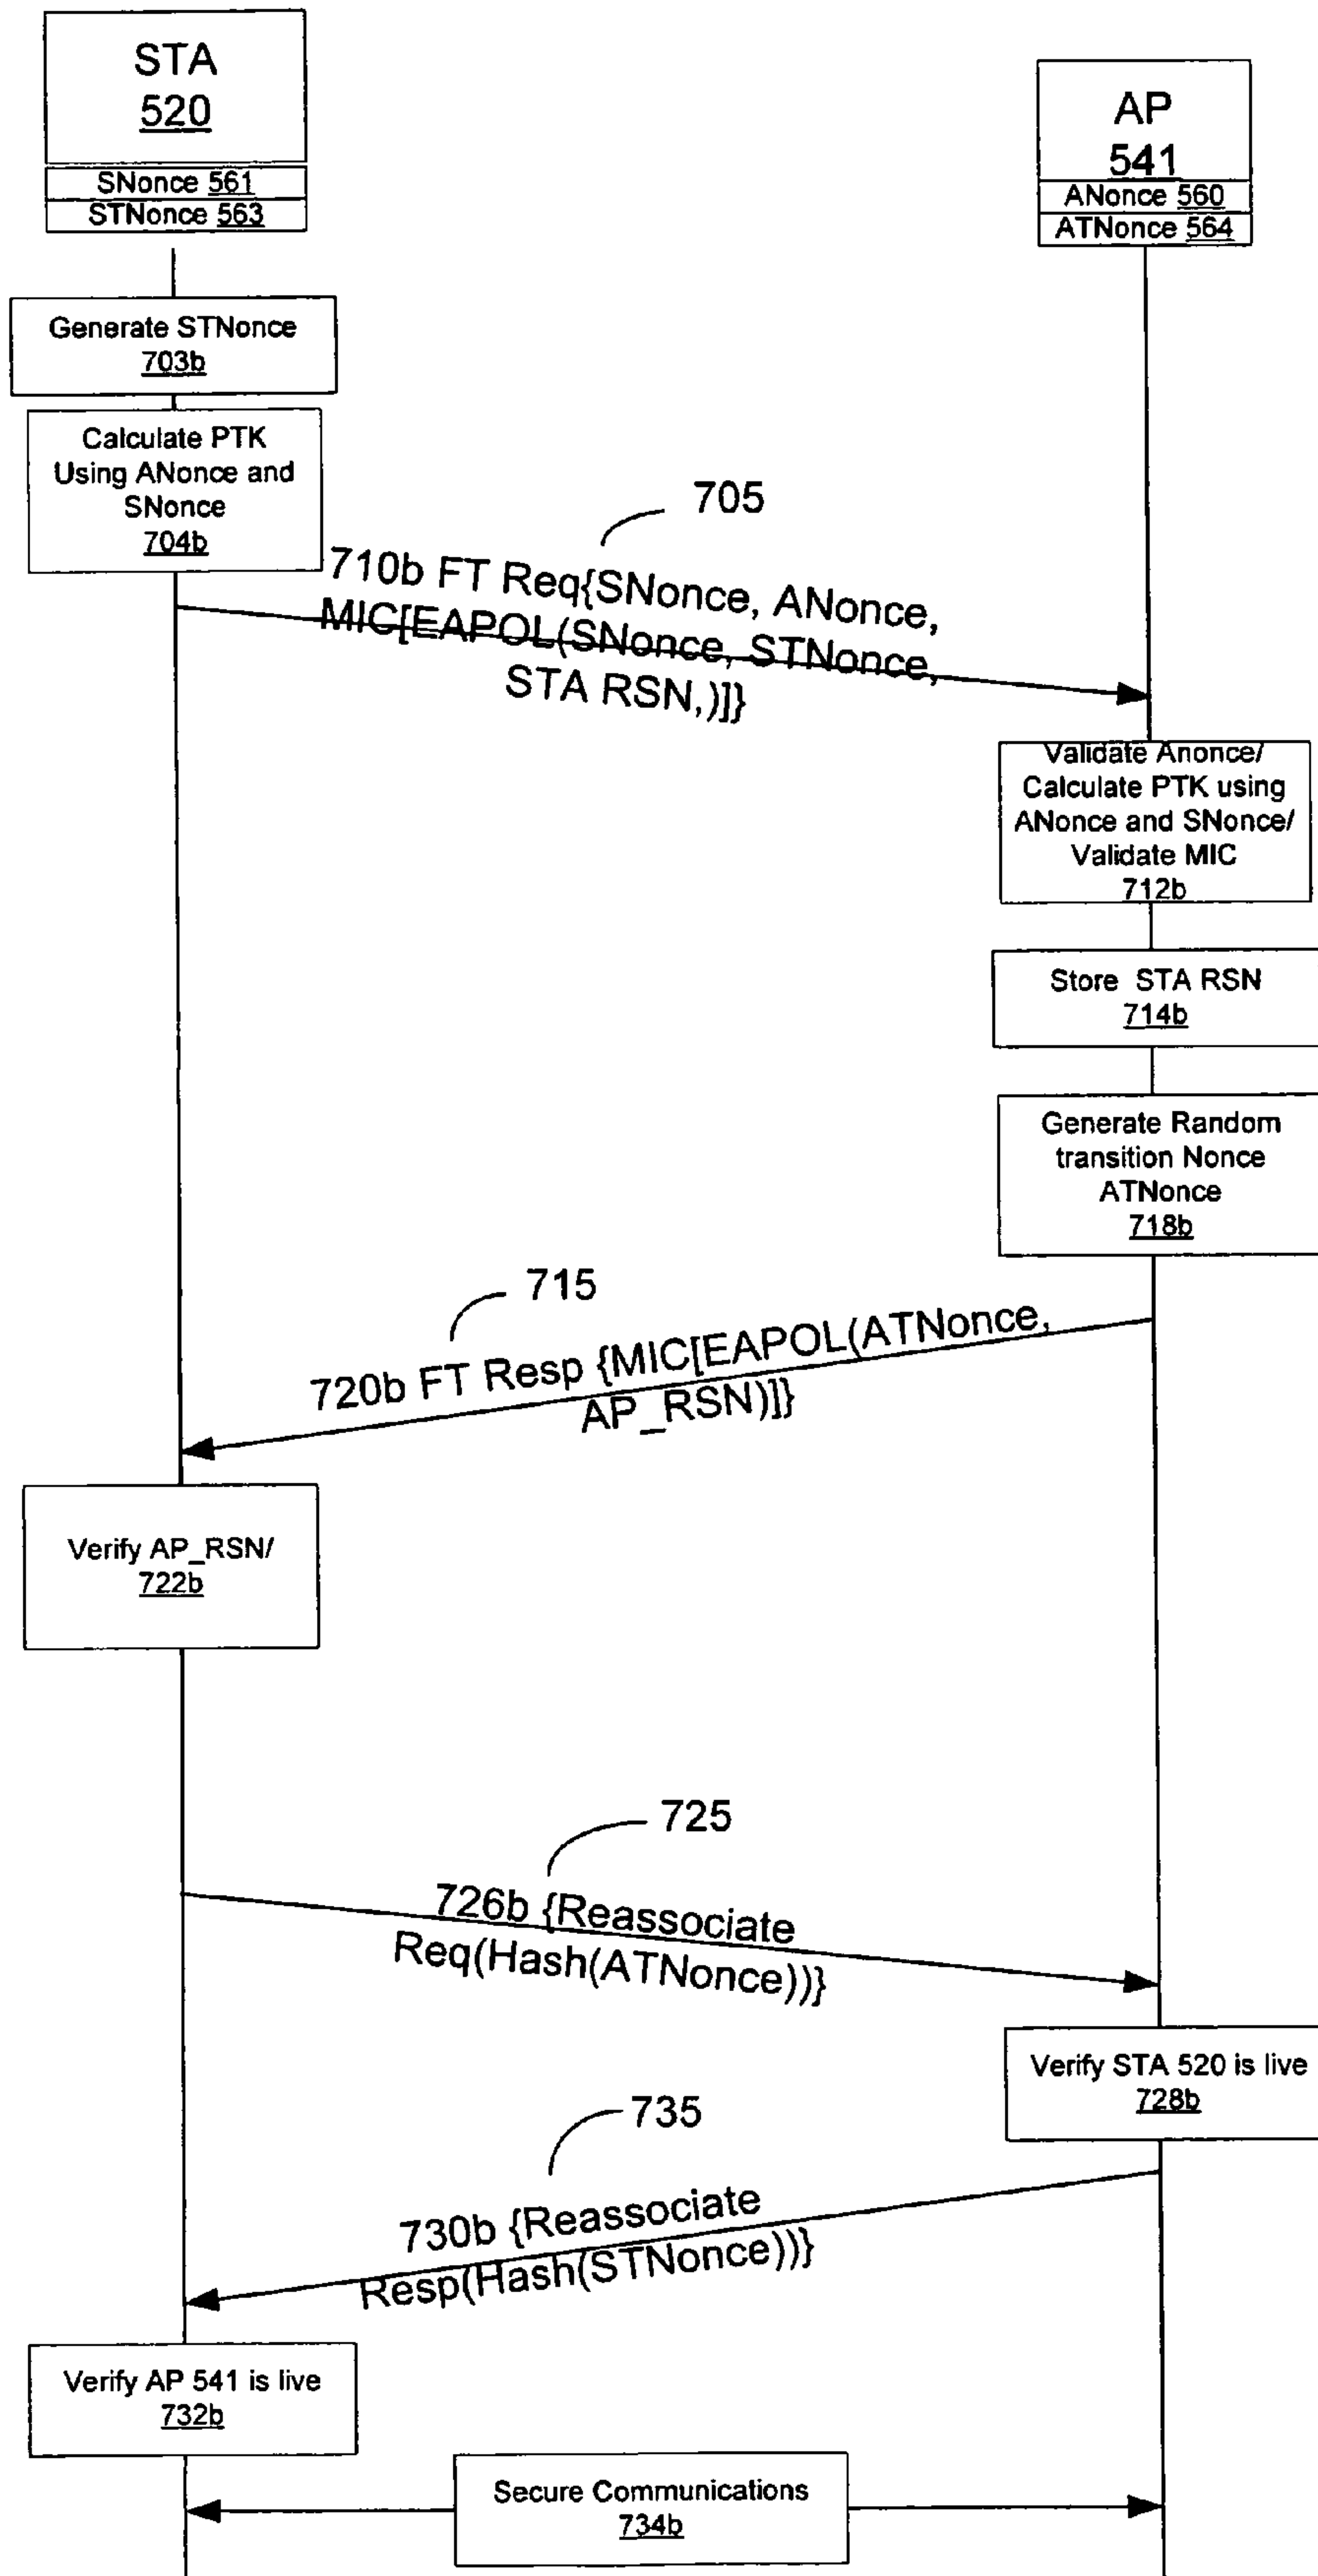 STA
520
SNonce 561
STNonce 563
AP
541
ANonce 560
ATNonce 564
Generate STNonce
703b
Calculate PTK
Using ANonce and
SNonce
704b
705
710b FT Req{SNonce, ANonce,
MIC[EAPOL(SNonce, STNonce,
STA RSN,)]}
Validate Anonce/
Calculate PTK using
ANonce and SNonce/
Validate MIC
712b
Store STA RSN
714b
Generate Random
transition Nonce
ATNonce
718b
715
720b FT Resp {MIC[EAPOL(ATNonce,
AP_RSN)]}
Verify AP_RSN/
722b
725
726b {Reassociate
Req(Hash(ATNonce))}
Verify STA 520 is live
728b
735
730b {Reassociate
Resp(Hash(STNonce))}
Verify AP 541 is live
732b
Secure Communications
734b